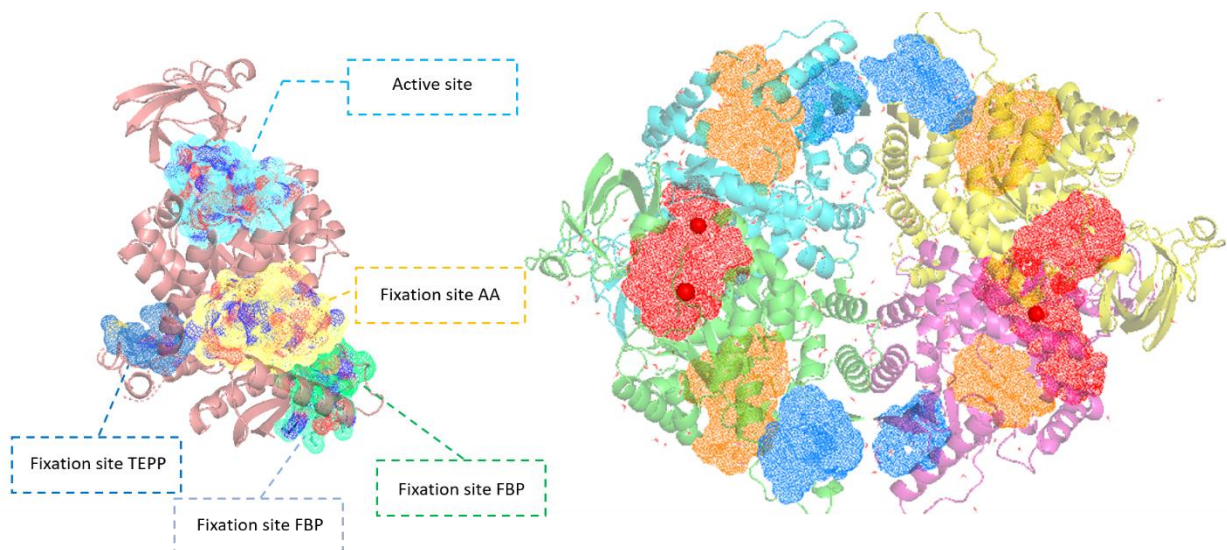 Active site
Fixation site AA
Fixation site TEPP
Fixation site FBP
Fixation site FBP